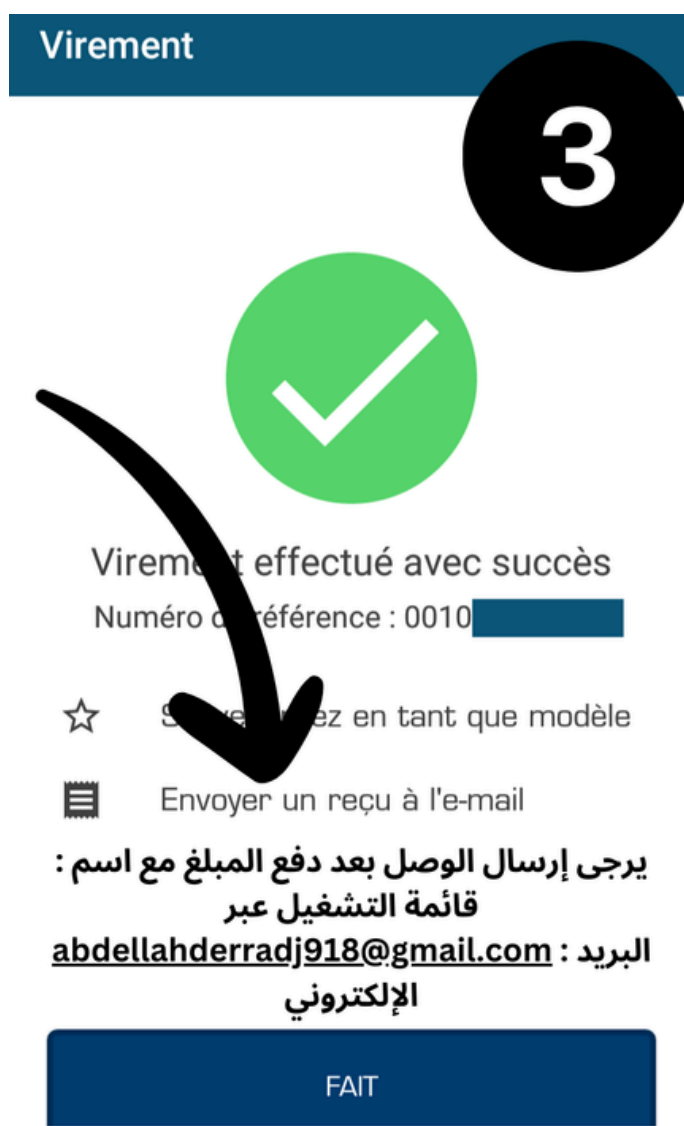 Virement
3
Virement effectué avec succès
Numéro référence : 0010
en tant que modèle
Envoyer un reçu à l'e-mail
يرجى إرسال الوصل بعد دفع المبلغ مع اسم :
قائمة التشغيل عبر
البريد : abdellahderradj918@gmail.com
الإلكتروني
FAIT